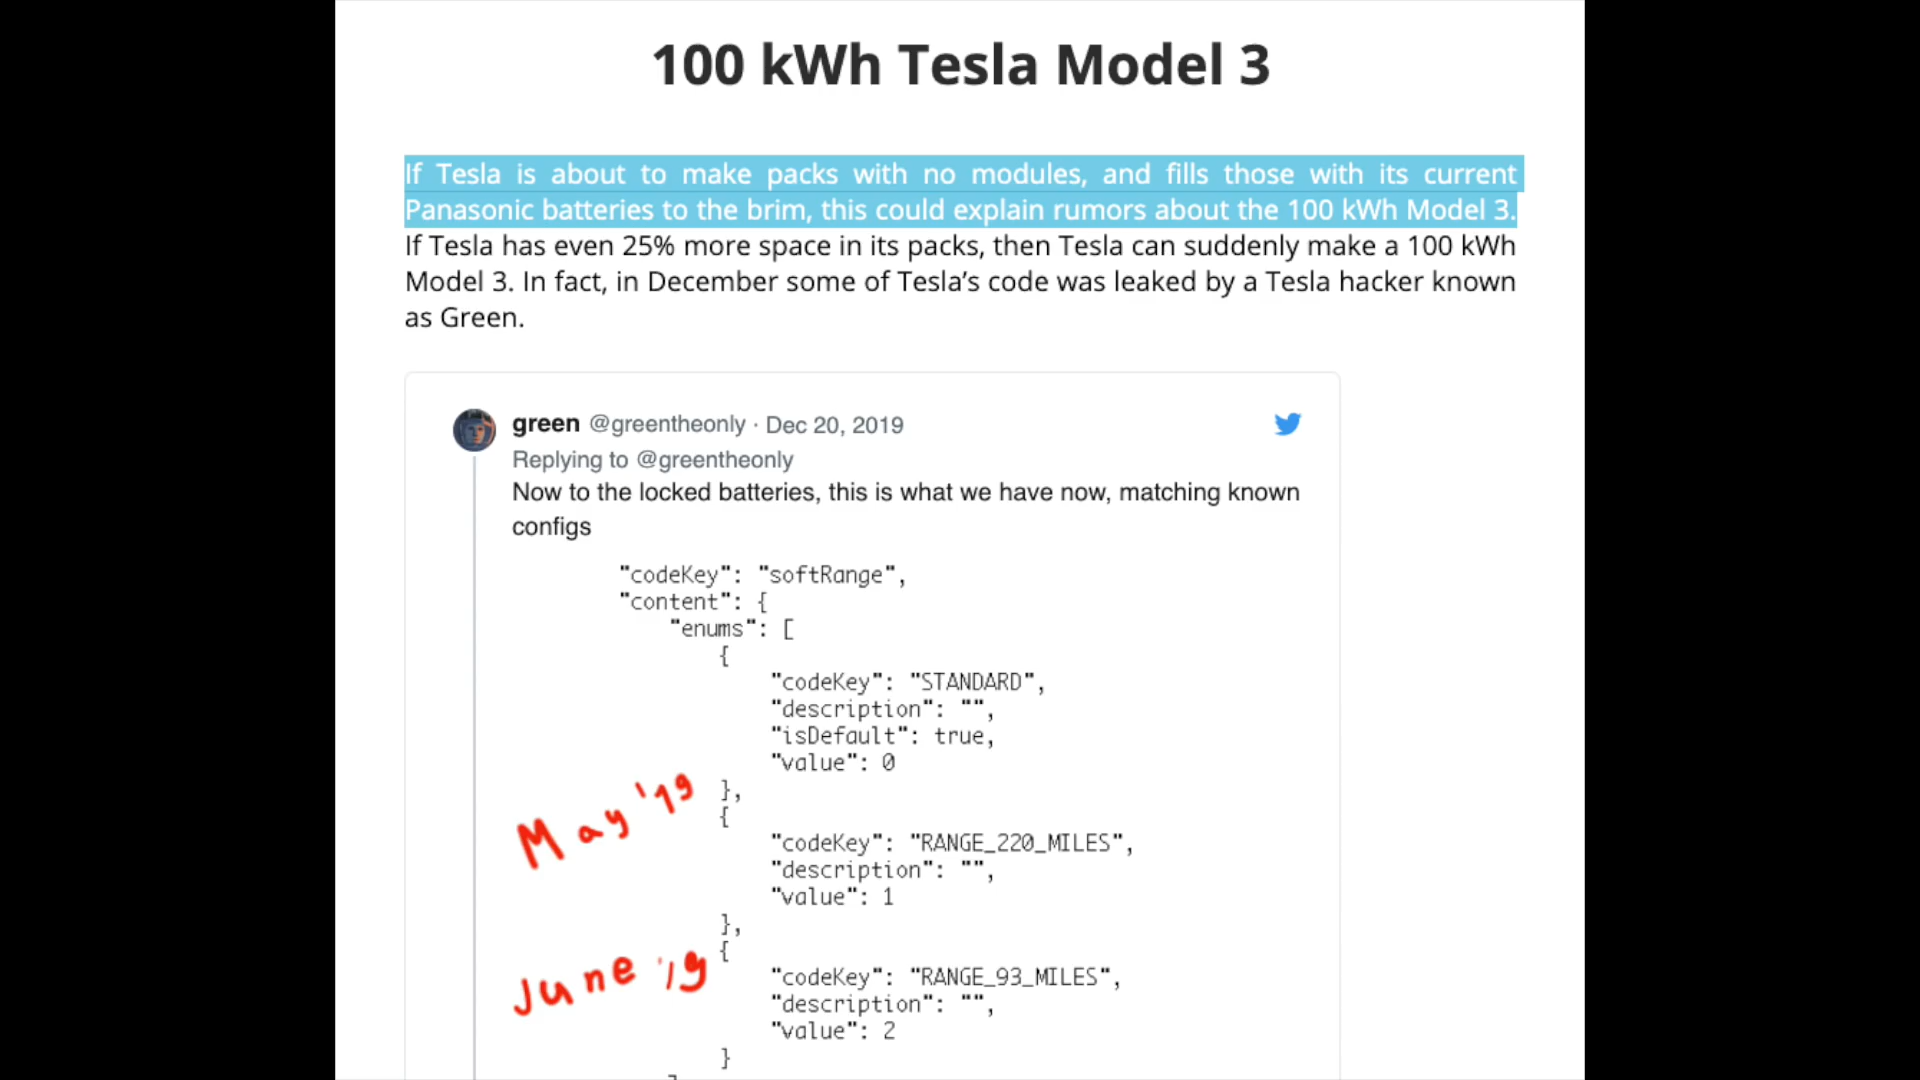 100 kWh Tesla Model 3
If Tesla is about to make packs with no modules, and fills those with its current
Panasonic batteries to the brim, this could explain rumors about the 100 kWh Model 3.
If Tesla has even 25% more space in its packs, then Tesla can suddenly make a 100 kWh
Model 3. In fact, in December some of Tesla’s code was leaked by a Tesla hacker known
as Green.
green @greentheonly · Dec 20, 2019
Replying to @greentheonly
Now to the locked batteries, this is what we have now, matching known
configs
"codeKey": "softRange",
"content": {
"enums": [
{
"codeKey": "STANDARD",
"description": "",
"isDefault": true,
"value": 0
},
May '19
{
"codeKey": "RANGE_220_MILES",
"description": "",
"value": 1
},
June '19
{
"codeKey": "RANGE_93_MILES",
"description": "",
"value": 2
}